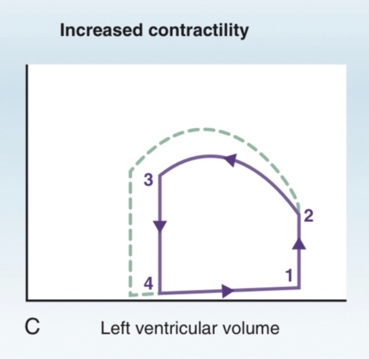 Increased contractility
3
2
4
1
C
Left ventricular volume